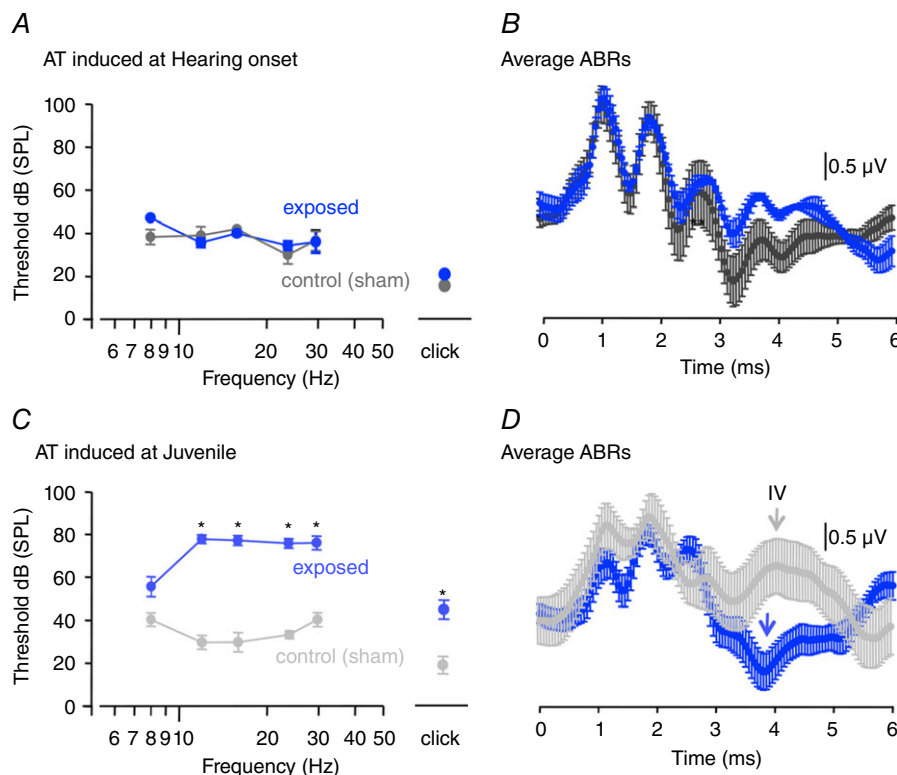 A
AT induced at Hearing onset
Threshold dB (SPL)
100
80
60
40
20
0
exposed
control (sham)
6 7 8 9 10 20 30 40 50 click
Frequency (Hz)
B
Average ABRs
0.5 µV
**
0 1 2 3 4 5 6
Time (ms)
C
AT induced at Juvenile
Threshold dB (SPL)
100
80
60
40
20
0
* * * *
exposed
*
control (sham)
6 7 8 9 10 20 30 40 50 click
Frequency (Hz)
D
Average ABRs
IV
0.5 µV
0 1 2 3 4 5 6
Time (ms)